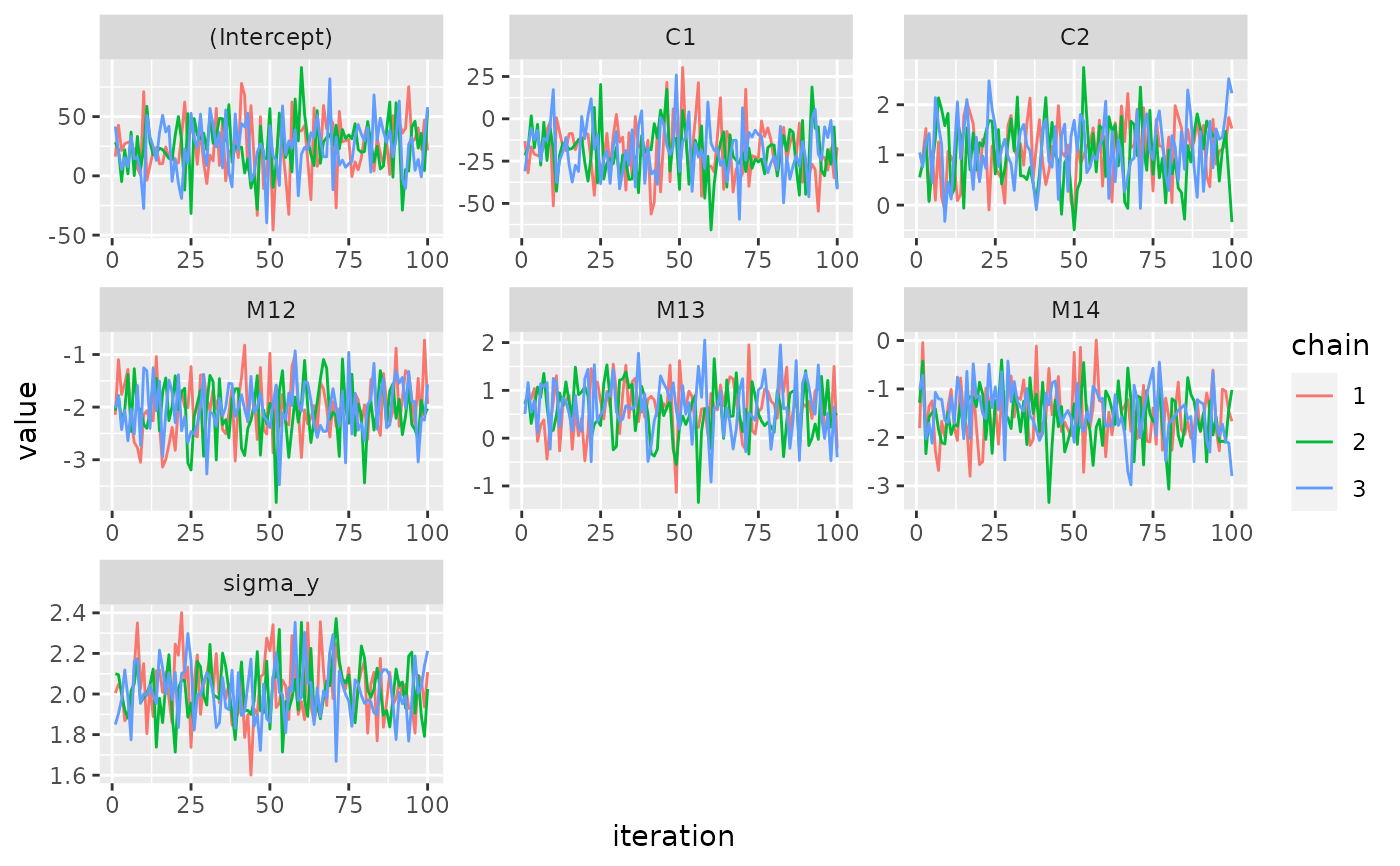 (Intercept) C1 C2
50 0 -50
25 0 -25 -50
2 1 0
0 25 50 75 100 0 25 50 75 100 0 25 50 75 100
M12 M13 M14
-1 -2 -3
2 1 0 -1
0 -1 -2 -3
0 25 50 75 100 0 25 50 75 100 0 25 50 75 100
sigma_y
2.4 2.2 2.0 1.8 1.6
0 25 50 75 100
value
iteration
chain
1
2
3